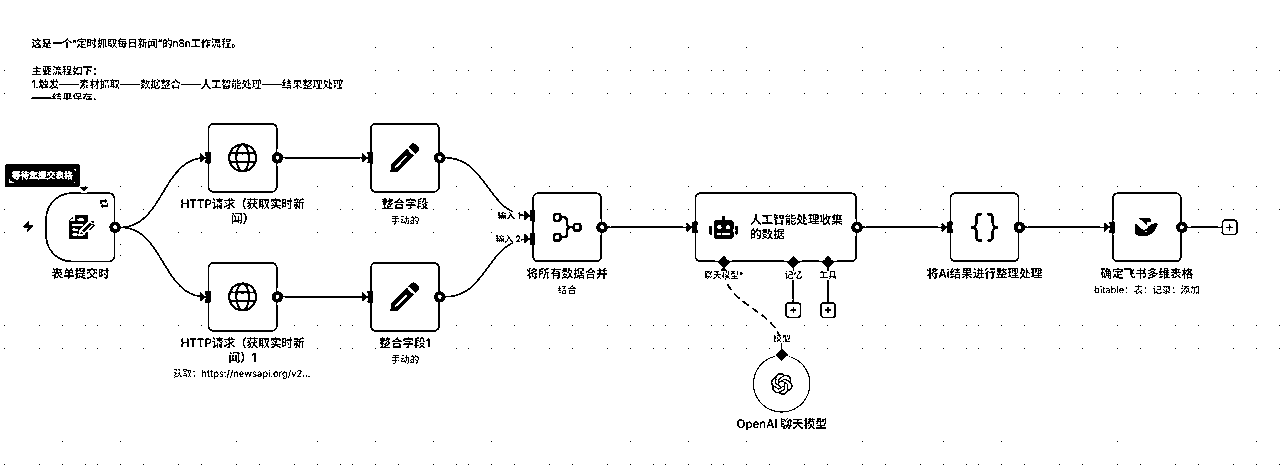 这是一个“定时抓取每日新闻”的n8n工作流程。
主要流程如下：
1.触发——素材抓取——数据整合——人工智能处理——结果整理处理
——结果保存。
等待您提交表格
表单提交时
HTTP请求（获取实时新
闻）
整合字段
手动的
HTTP请求（获取实时新
闻）1
获取：https://newsapi.org/v2...
整合字段1
手动的
输入 1
输入 2
将所有数据合并
结合
人工智能处理收集
的数据
聊天模型*
记忆
工具
模型
OpenAI 聊天模型
将Ai结果进行整理处理
确定飞书多维表格
bitable：表：记录：添加